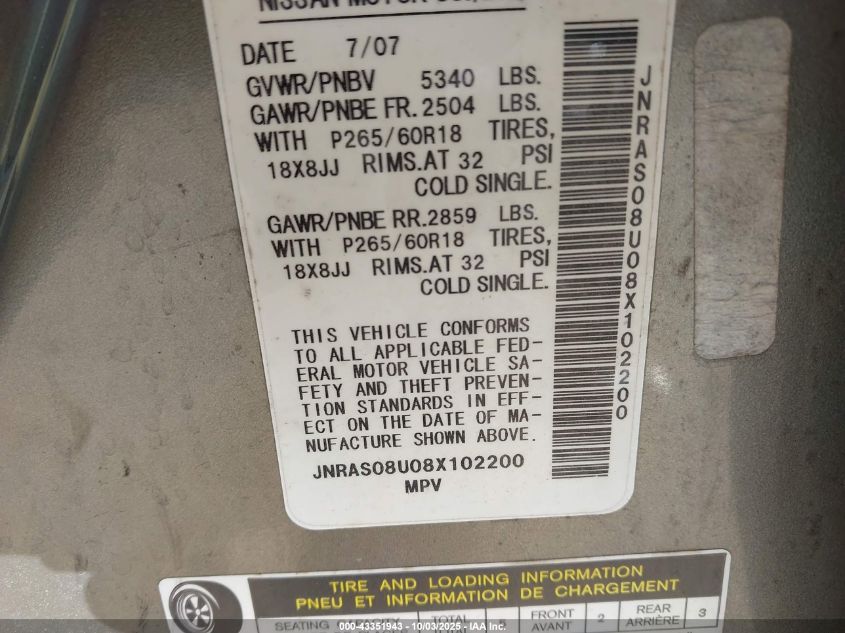 NISSAN MOTOR
DATE 7/07
GVWR/PNBV 5340 LBS.
GAWR/PNBE FR. 2504 LBS.
WITH P265/60R18 TIRES,
18X8JJ RIMS.AT 32 PSI
COLD SINGLE.
GAWR/PNBE RR. 2859 LBS.
WITH P265/60R18 TIRES,
18X8JJ RIMS.AT 32 PSI
COLD SINGLE.
THIS VEHICLE CONFORMS
TO ALL APPLICABLE FED-
ERAL MOTOR VEHICLE SA-
FETY AND THEFT PREVEN-
TION STANDARDS IN EFF-
ECT ON THE DATE OF MA-
NUFACTURE SHOWN ABOVE.
JNRAS08U08X102200
MPV
JNRAS08U08X102200
TIRE AND LOADING INFORMATION
PNEU ET INFORMATION DE CHARGEMENT
SEATING TOTAL FRONT 2 REAR 3
AVANT ARRIÈRE
000-43351943 - 10/03/2025 - IAA Inc.